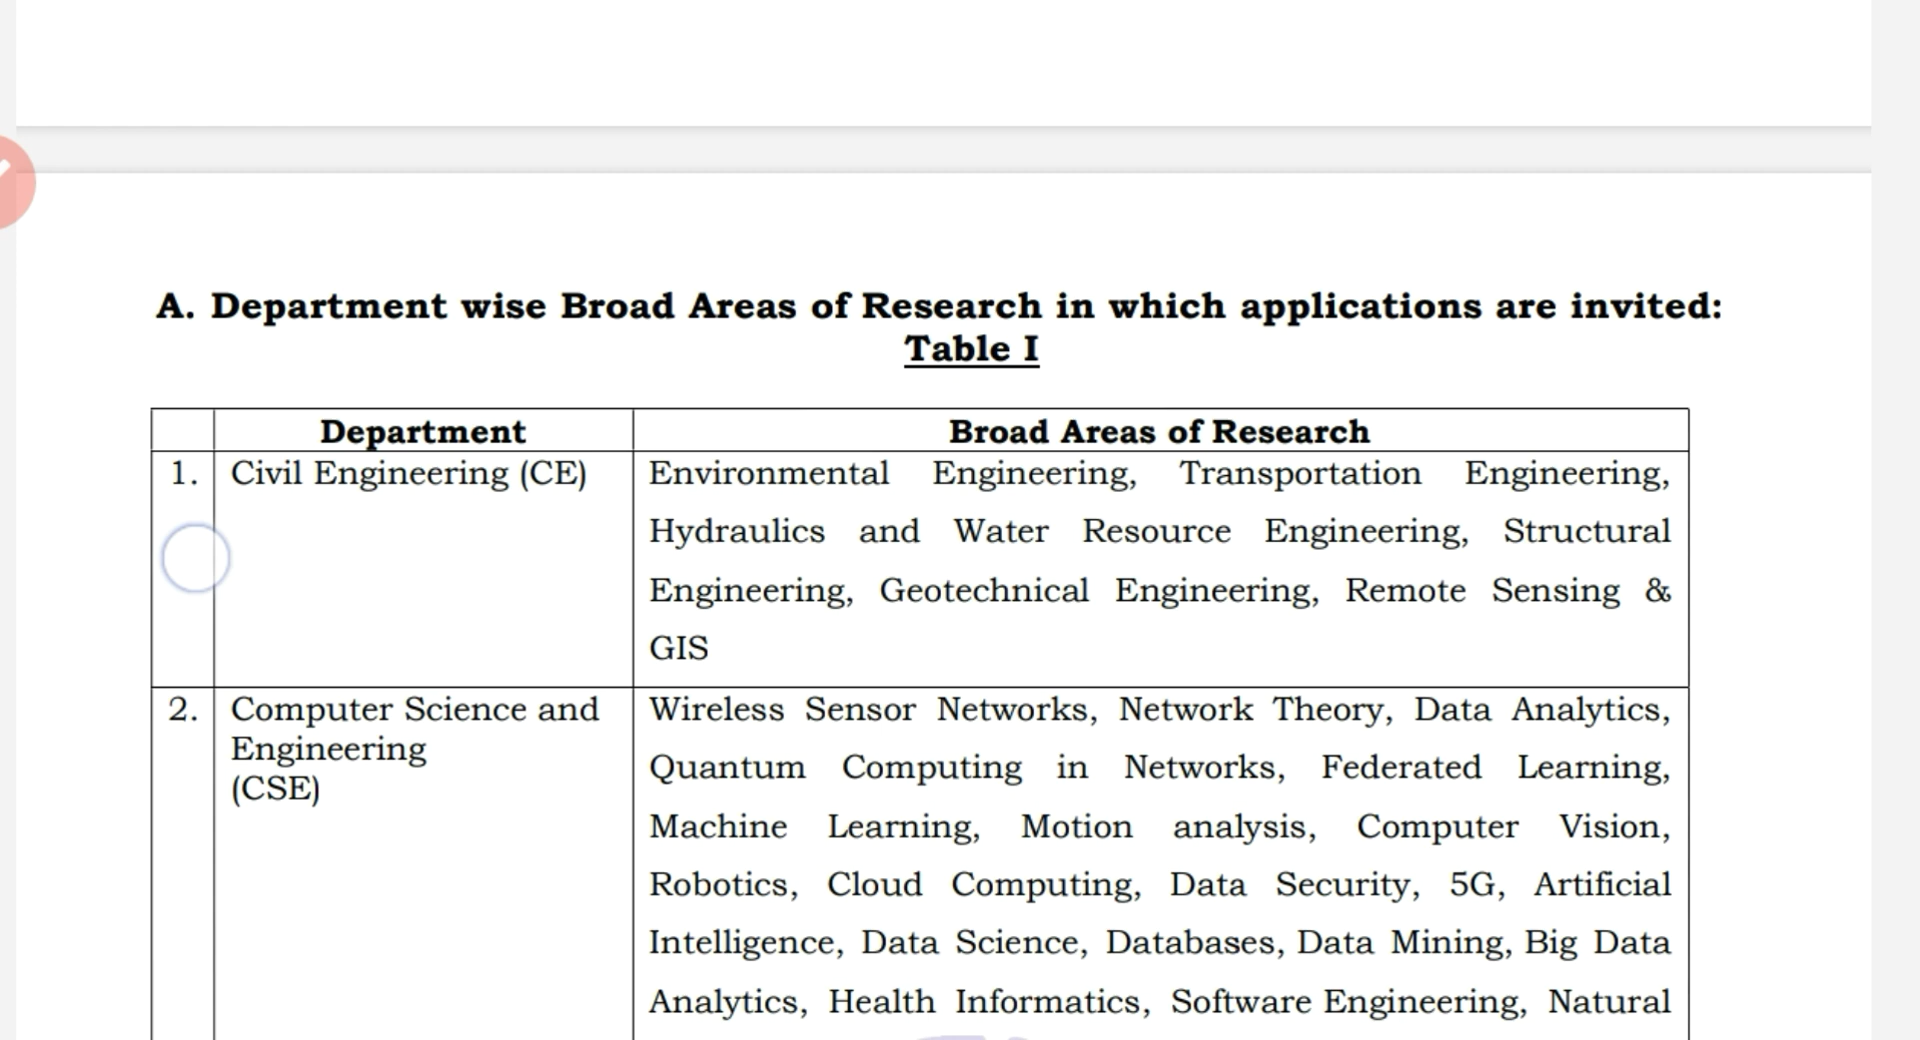 A. Department wise Broad Areas of Research in which applications are invited:
Table I
Department Broad Areas of Research
1. Civil Engineering (CE) Environmental Engineering, Transportation Engineering,
Hydraulics and Water Resource Engineering, Structural
Engineering, Geotechnical Engineering, Remote Sensing &
GIS
2. Computer Science and Wireless Sensor Networks, Network Theory, Data Analytics,
Engineering
(CSE)
Quantum Computing in Networks, Federated Learning,
Machine Learning, Motion analysis, Computer Vision,
Robotics, Cloud Computing, Data Security, 5G, Artificial
Intelligence, Data Science, Databases, Data Mining, Big Data
Analytics, Health Informatics, Software Engineering, Natural